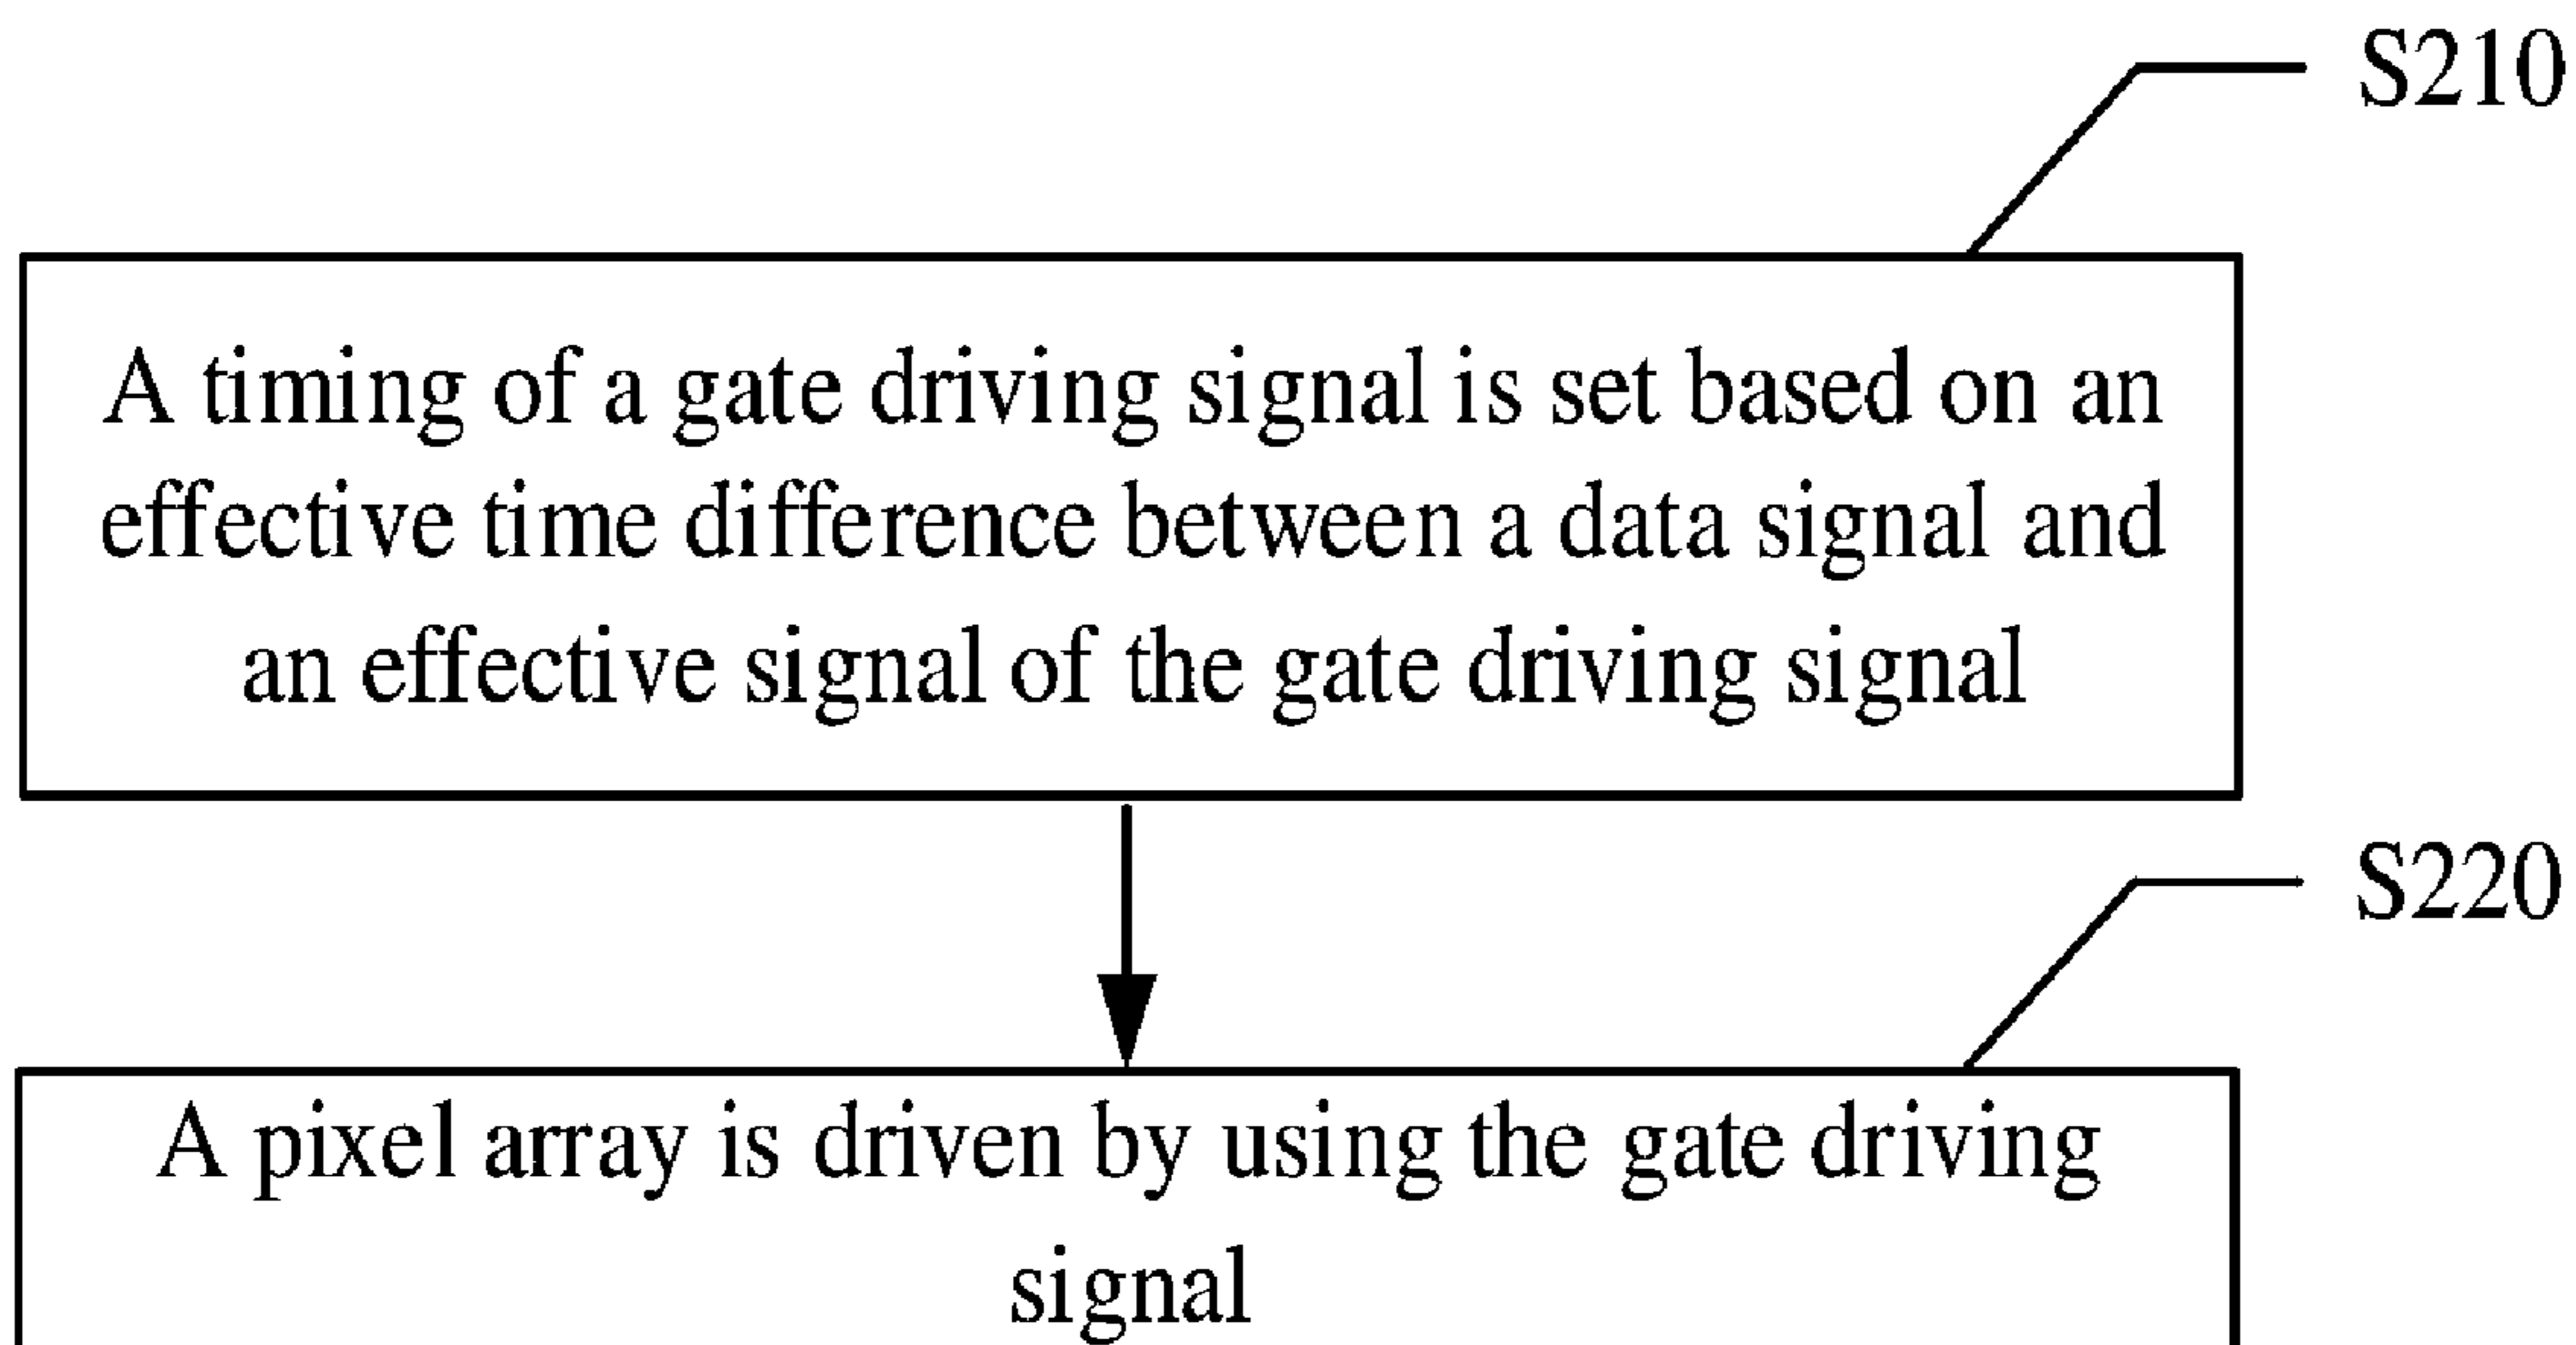 S210
A timing of a gate driving signal is set based on an
effective time difference between a data signal and
an effective signal of the gate driving signal
S220
A pixel array is driven by using the gate driving
signal